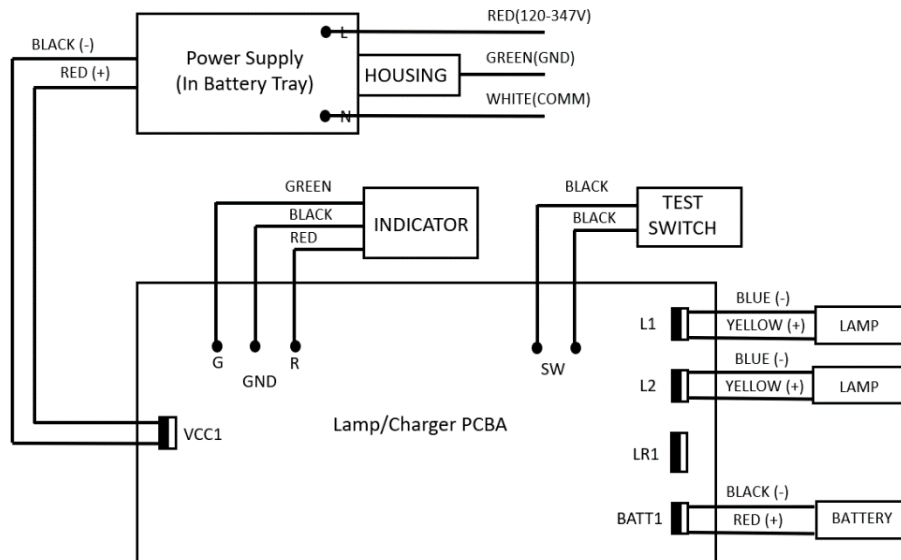 RED(120-347V)
L
BLACK (-)
Power Supply
(In Battery Tray)
GREEN(GND)
HOUSING
RED (+)
WHITE(COMM)
N
GREEN
BLACK
RED
INDICATOR
BLACK
BLACK
TEST
SWITCH
G
GND
R
SW
L1
BLUE (-)
YELLOW (+)
LAMP
L2
BLUE (-)
YELLOW (+)
LAMP
VCC1
Lamp/Charger PCBA
LR1
BATT1
BLACK (-)
RED (+)
BATTERY